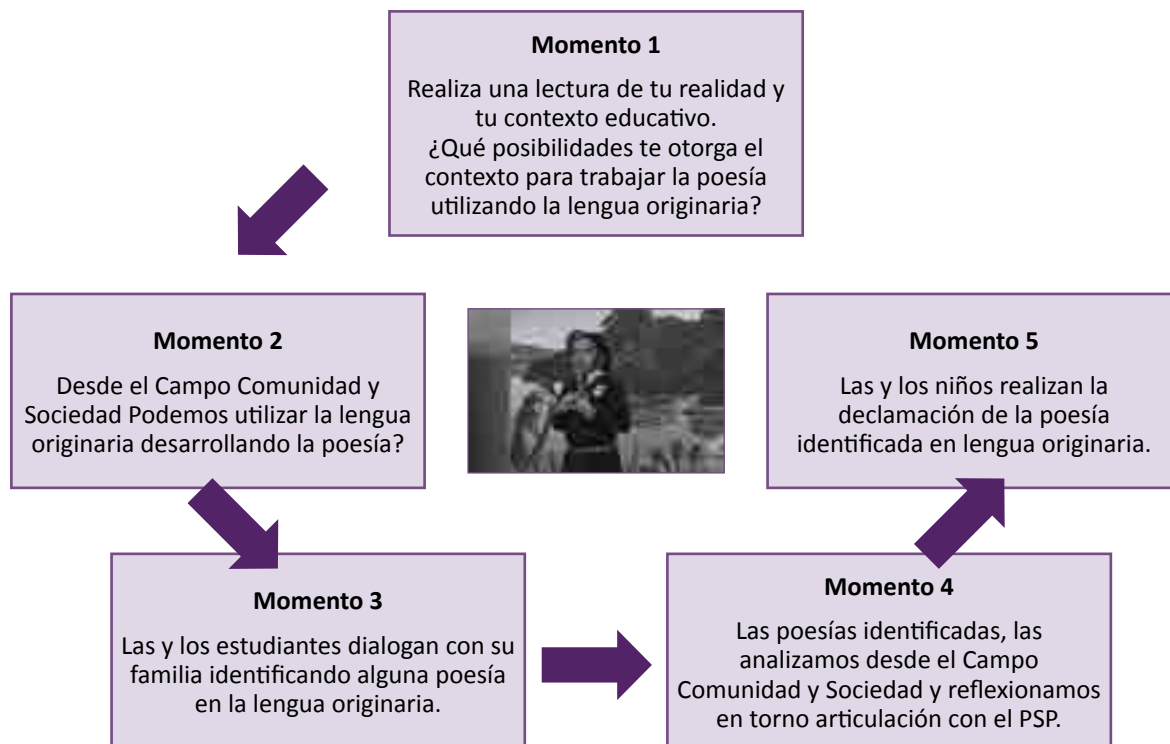 Momento 1
Realiza una lectura de tu realidad y
tu contexto educativo.
¿Qué posibilidades te otorga el
contexto para trabajar la poesía
utilizando la lengua originaria?
Momento 2
Desde el Campo Comunidad y
Sociedad Podemos utilizar la lengua
originaria desarrollando la poesía?
Momento 3
Las y los estudiantes dialogan con su
familia identificando alguna poesía
en la lengua originaria.
Momento 4
Las poesías identificadas, las
analizamos desde el Campo
Comunidad y Sociedad y reflexionamos
en torno articulación con el PSP.
Momento 5
Las y los niños realizan la
declamación de la poesía
identificada en lengua originaria.